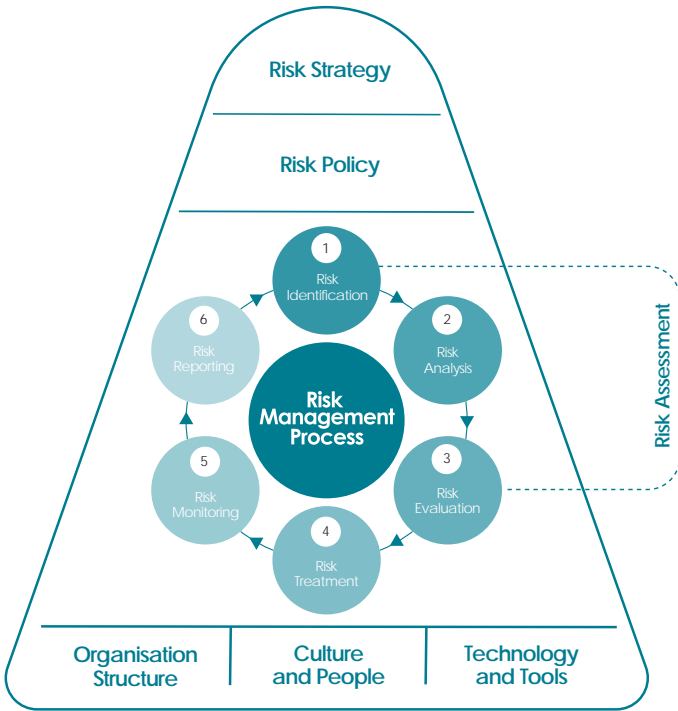 Risk Strategy
Risk Policy
1
Risk
Identification
2
Risk
Analysis
3
Risk
Evaluation
4
Risk
Treatment
5
Risk
Monitoring
6
Risk
Reporting
Risk
Management
Process
Risk Assessment
Organisation
Structure
Culture
and People
Technology
and Tools